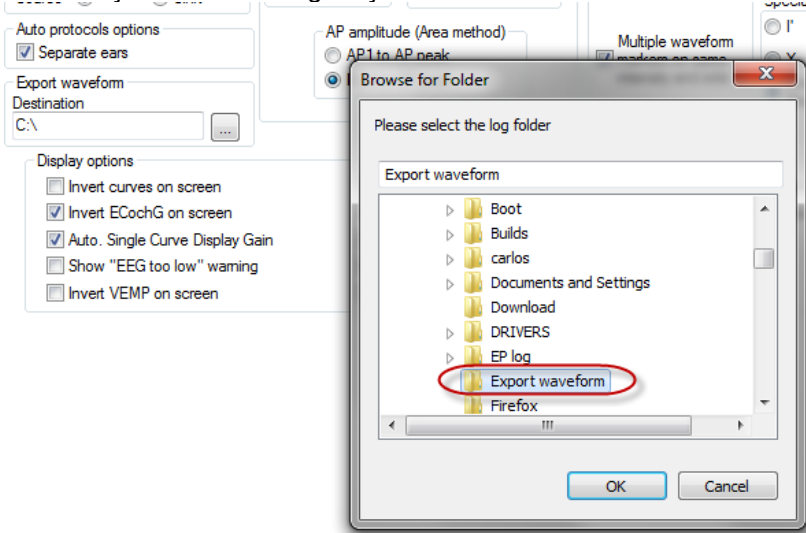 Auto protocols options
Separate ears
Export waveform
Destination
C:\
...
AP amplitude (Area method)
AP1 to AP peak
Multiple waveform
Display options
Invert curves on screen
Invert ECochG on screen
Auto. Single Curve Display Gain
Show "EEG too low" warning
Invert VEMP on screen
Browse for Folder
Please select the log folder
Export waveform
Boot
Builds
carlos
Documents and Settings
Download
DRIVERS
EP log
Export waveform
Firefox
OK
Cancel